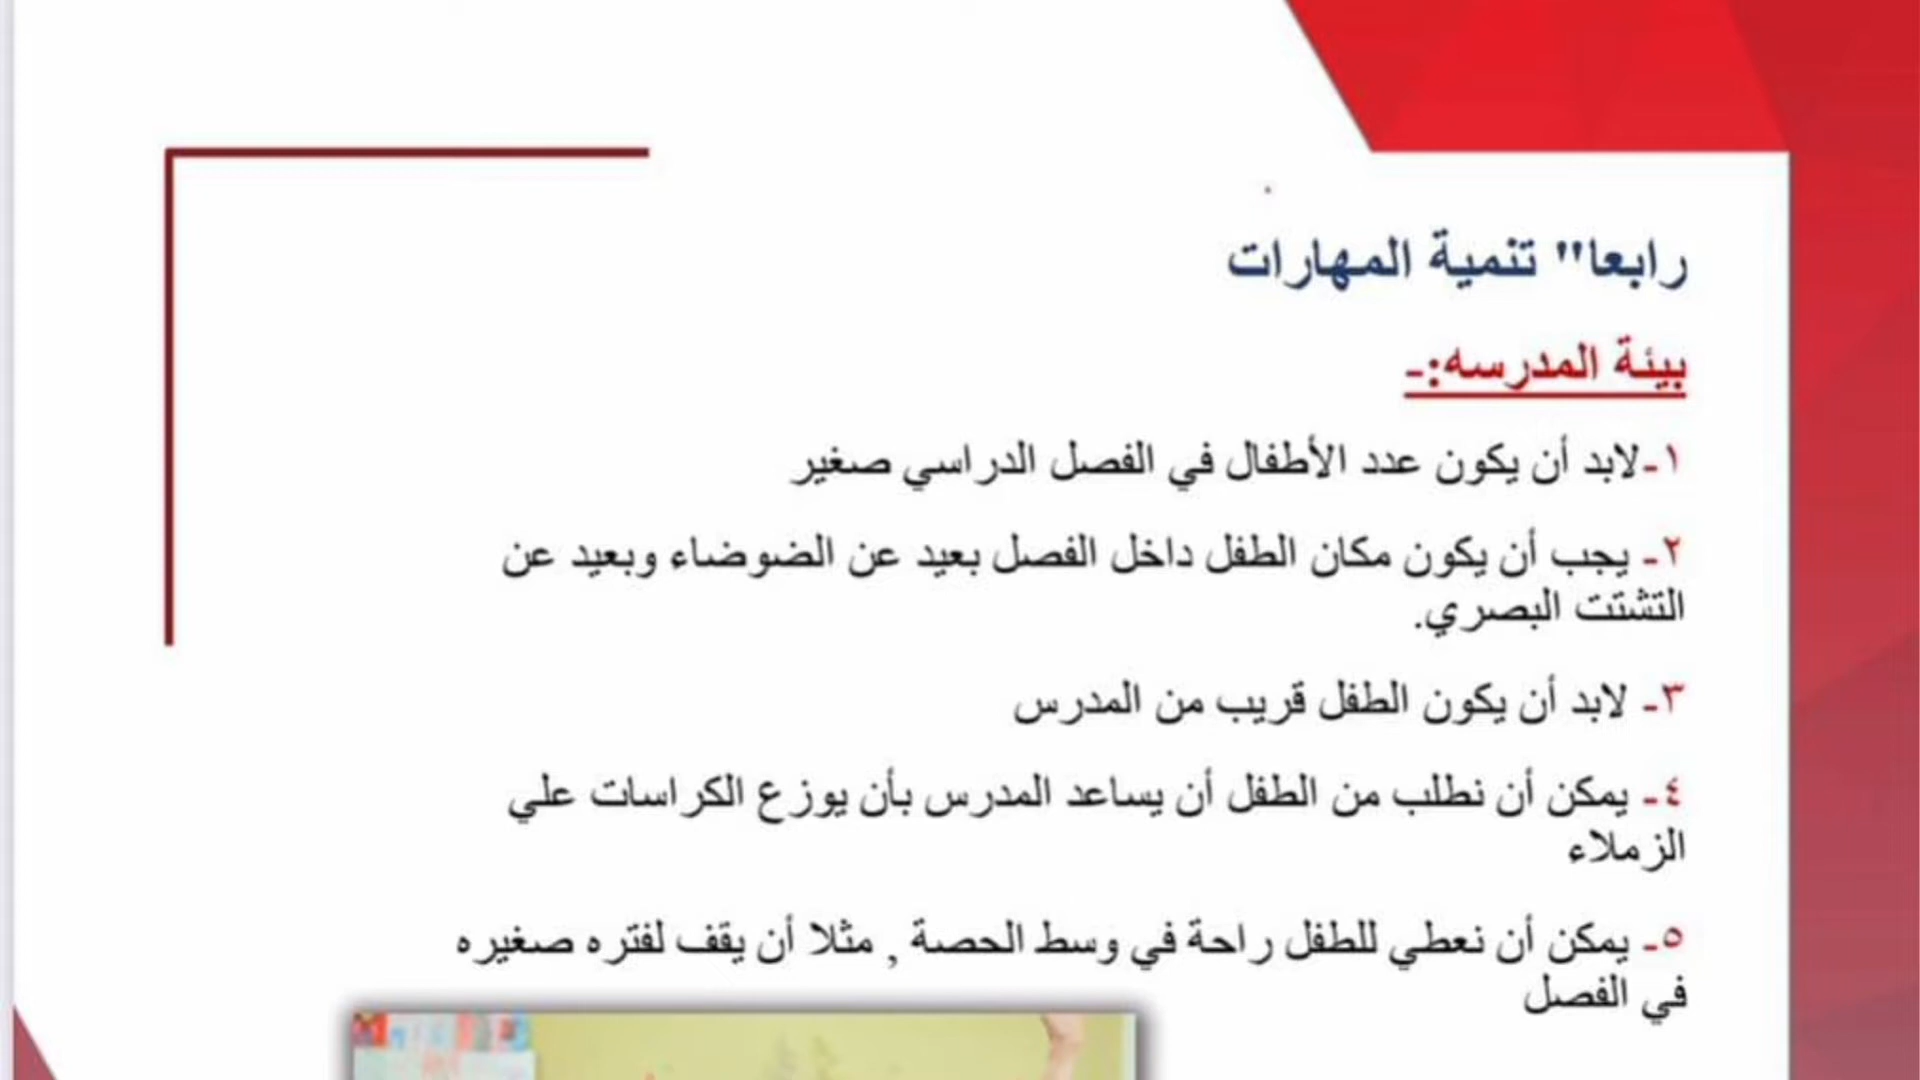 رابعا" تنمية المهارات
بيئة المدرسه:-
١-لابد أن يكون عدد الأطفال في الفصل الدراسي صغير
٢- يجب أن يكون مكان الطفل داخل الفصل بعيد عن الضوضاء وبعيد عن
التشتت البصري.
٣- لابد أن يكون الطفل قريب من المدرس
٤- يمكن أن نطلب من الطفل أن يساعد المدرس بأن يوزع الكراسات علي
الزملاء
٥- يمكن أن نعطي للطفل راحة في وسط الحصة , مثلا أن يقف لفتره صغيره
في الفصل